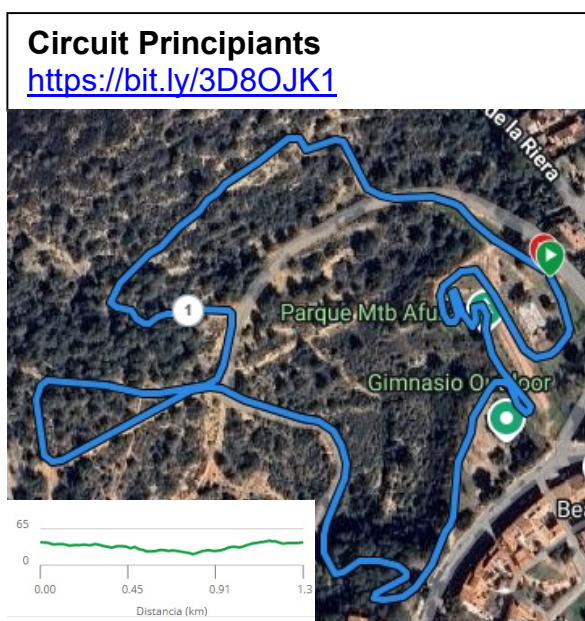 Circuit Principiants
https://bit.ly/3D8OJK1
de la Riera
1
Parque Mtb Afu
Gimnasio Ou door
Be
65
0
0.00
0.45
0.91
1.3
Distancia (km)